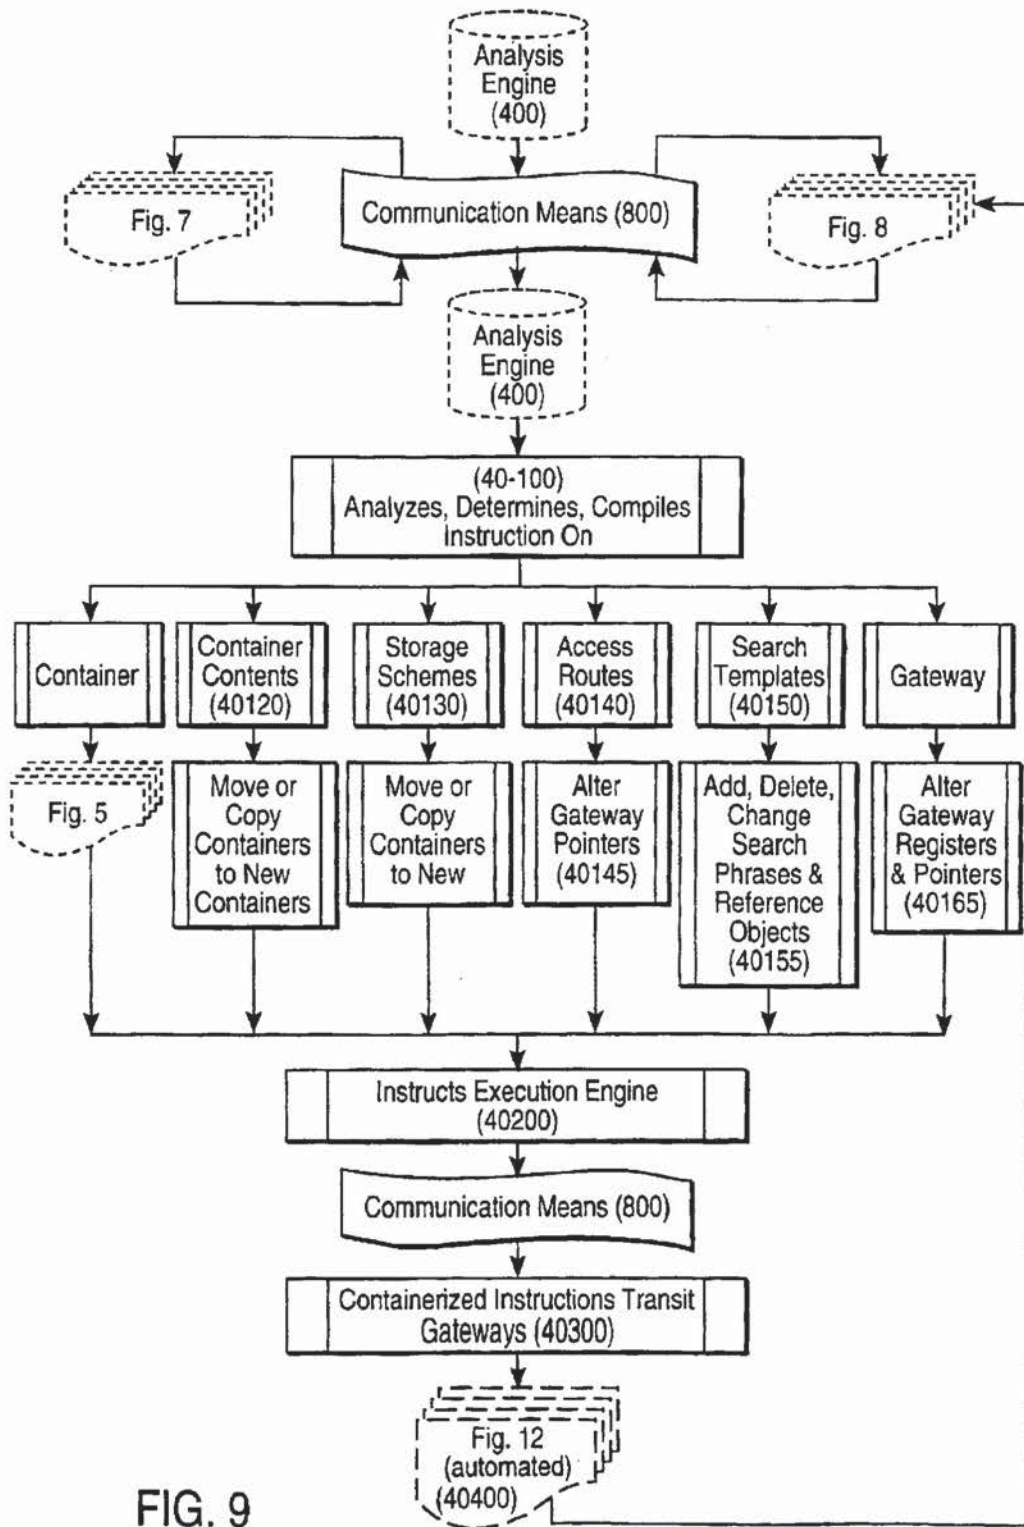 Analysis
Engine
(400)
Fig. 7
Communication Means (800)
Fig. 8
Analysis
Engine
(400)
(40-100)
Analyzes, Determines, Compiles
Instruction On
Container
Container
Contents
(40120)
Storage
Schemes
(40130)
Access
Routes
(40140)
Search
Templates
(40150)
Gateway
Fig. 5
Move or
Copy
Containers
to New
Containers
Move or
Copy
Containers
to New
Alter
Gateway
Pointers
(40145)
Add, Delete,
Change
Search
Phrases &
Reference
Objects
(40155)
Alter
Gateway
Registers
& Pointers
(40165)
Instructs Execution Engine
(40200)
Communication Means (800)
Containerized Instructions Transit
Gateways (40300)
Fig. 12
(automated)
(40400)
FIG. 9